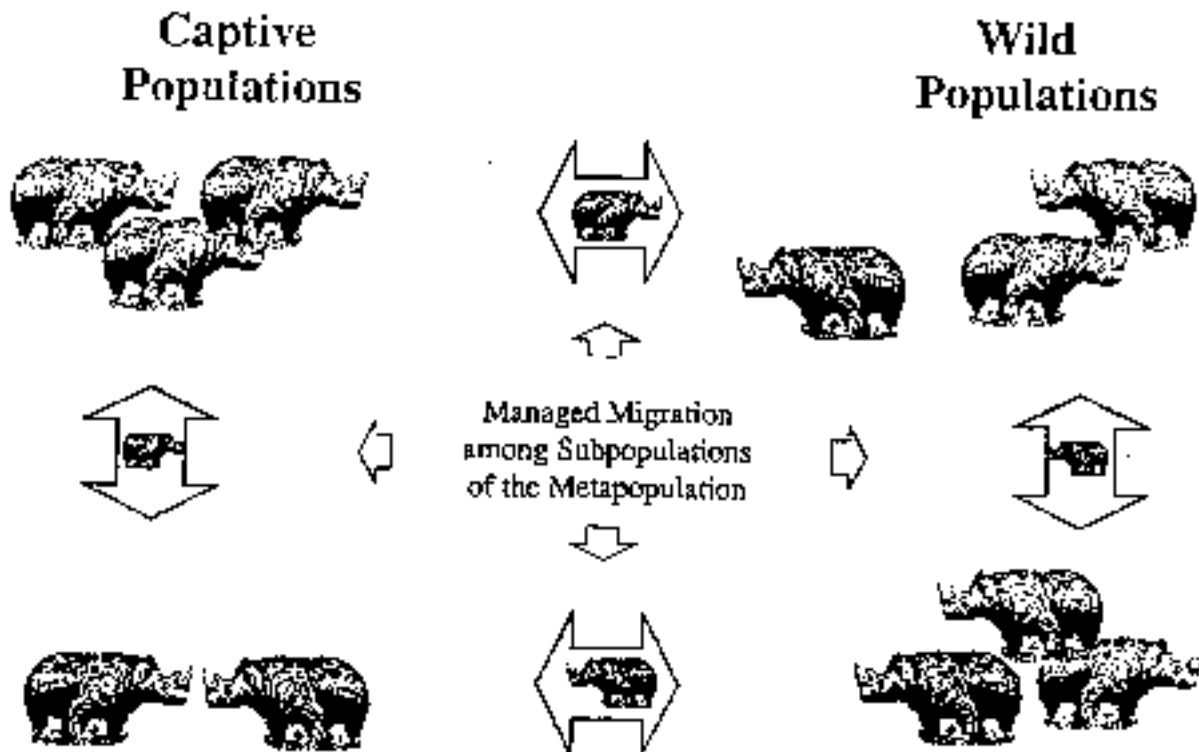 Captive
Populations
Wild
Populations
Managed Migration
among Subpopulations
of the Metapopulation